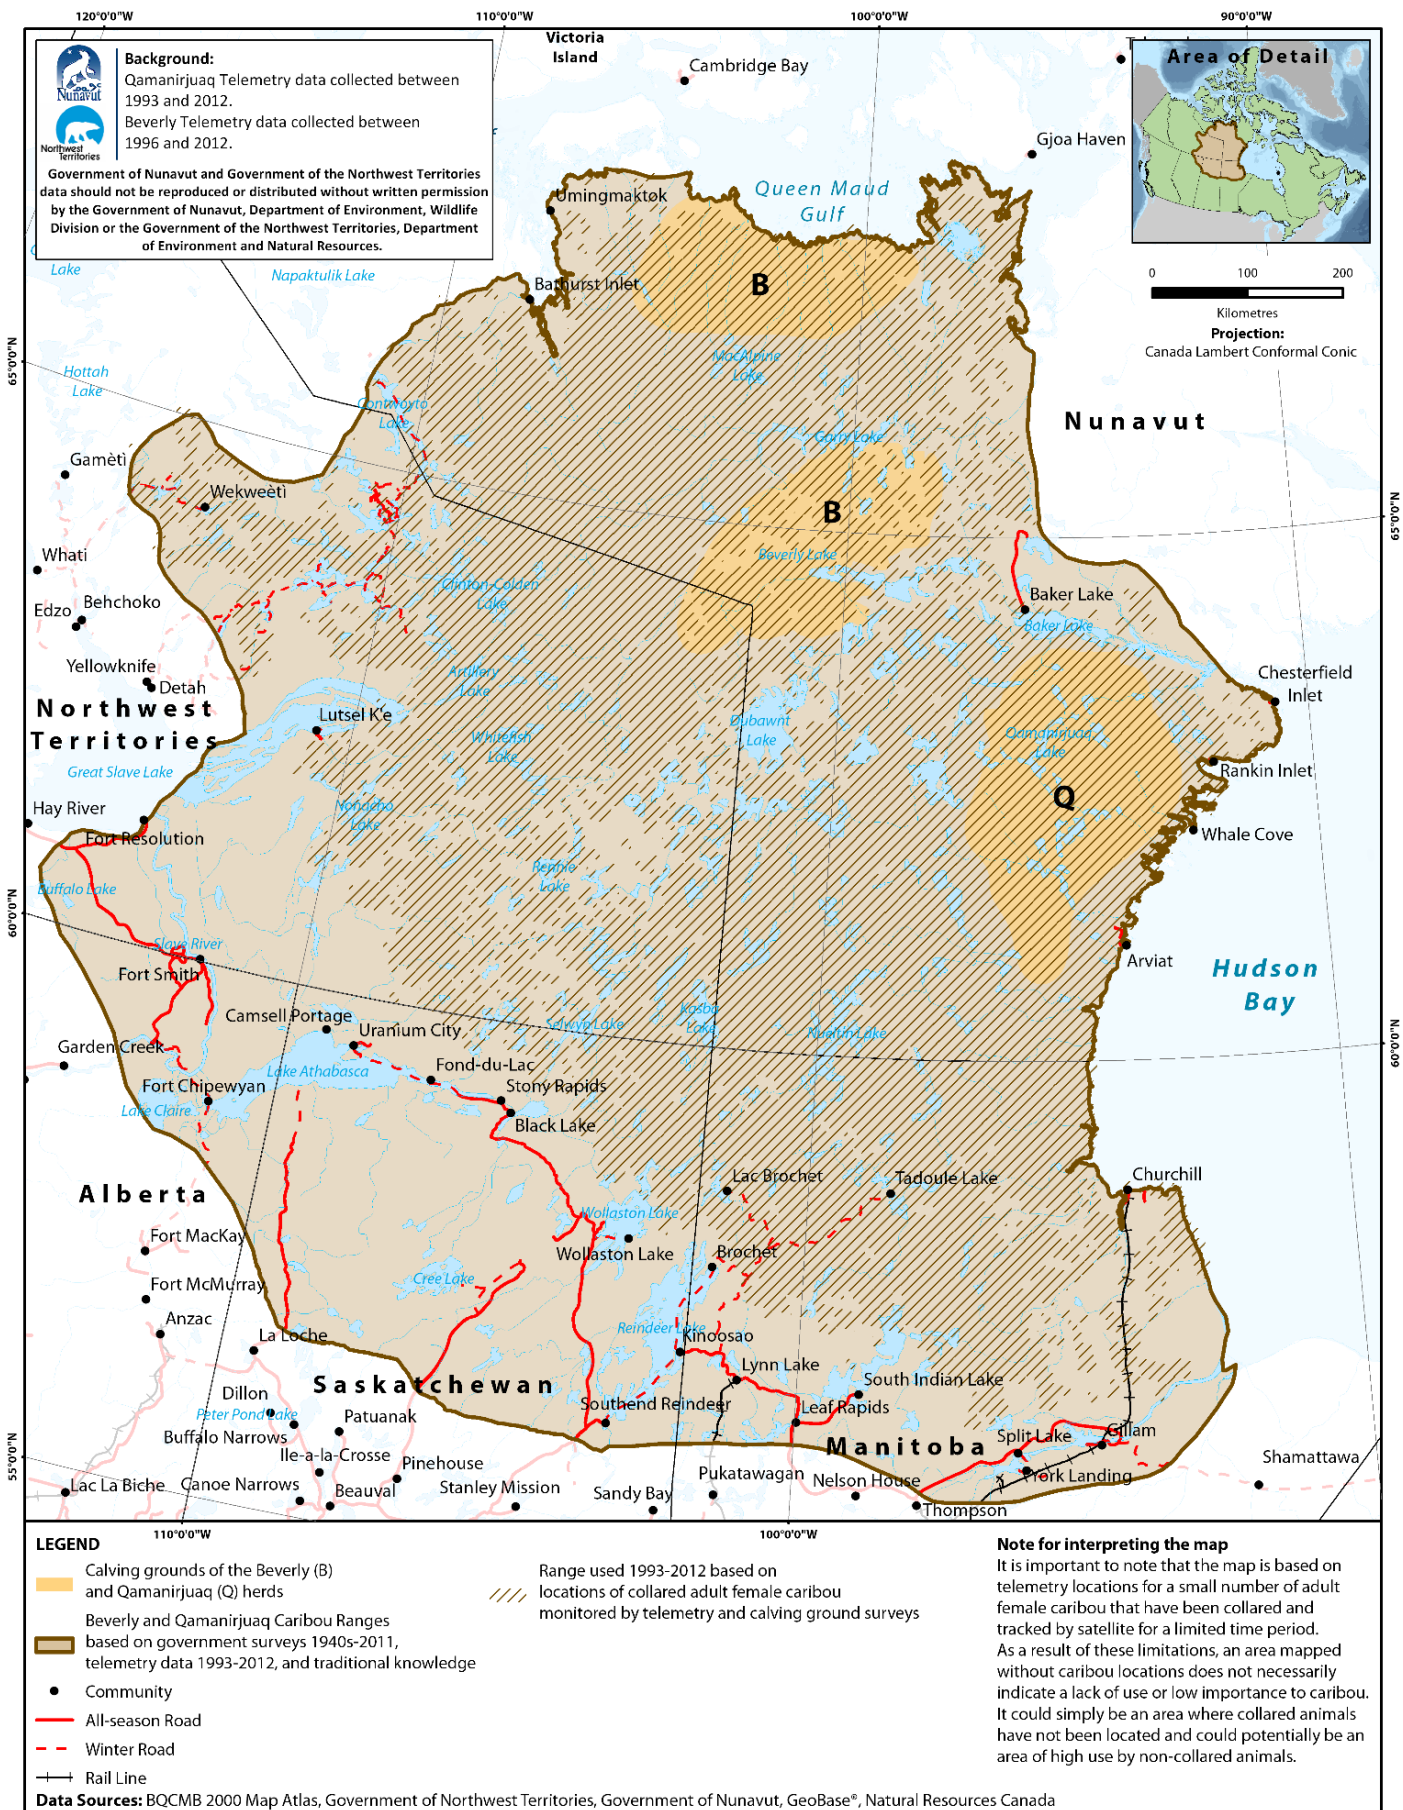 120°0'0"W
110°0'0"W
100°0'0"W
90°0'0"W
Nunavut
Northwest
Territories
Background:
Qamanirjuaq Telemetry data collected between
1993 and 2012.
Beverly Telemetry data collected between
1996 and 2012.
Government of Nunavut and Government of the Northwest Territories
data should not be reproduced or distributed without written permission
by the Government of Nunavut, Department of Environment, Wildlife
Division or the Government of the Northwest Territories, Department
of Environment and Natural Resources.
Victoria
Island
Cambridge Bay
Gjoa Haven
T
Area of Detail
0 100 200
Kilometres
Projection:
Canada Lambert Conformal Conic
Umingmaktok
Queen Maud
Gulf
Lake
Napaktulik Lake
Bathurst Inlet
B
MacAlpine
Lake
65°0'0"N
Hottah
Lake
Contwoyto
Lake
Nunavut
Garry Lake
Gamètì
Wekweètì
B
65°0'0"N
Whati
Beverly Lake
Clinton-Colden
Lake
Edzo
Behchoko
Baker Lake
Baker Lake
Yellowknife
Detah
Artillery
Lake
Chesterfield
Inlet
Northwest
Territories
Lutsel K'e
Whitefish
Lake
Dubawnt
Lake
Qamanirjuaq
Lake
Great Slave Lake
Rankin Inlet
Hay River
Nonacho
Lake
Q
Fort Resolution
Whale Cove
Buffalo Lake
Rennie
Lake
60°0'0"N
Slave River
Arviat
Fort Smith
Hudson
Bay
Camsell Portage
Uranium City
Selwyn Lake
Kasba
Lake
Nueltin Lake
60°0'0"N
Garden Creek
Lake Athabasca
Fond-du-Lac
Fort Chipewyan
Stony Rapids
Lake Claire
Black Lake
Alberta
Lac Brochet
Tadoule Lake
Churchill
Wollaston Lake
Fort MacKay
Wollaston Lake
Brochet
Cree Lake
Fort McMurray
Anzac
La Loche
Reindeer Lake
Kinoosao
Lynn Lake
Saskatchewan
South Indian Lake
Dillon
Peter Pond Lake
Patuanak
Southend Reindeer
Leaf Rapids
Buffalo Narrows
Manitoba
Split Lake
Gillam
55°0'0"N
Ile-a-la-Crosse
Pinehouse
Pukatawagan
York Landing
Shamattawa
Lac La Biche
Canoe Narrows
Beauval
Stanley Mission
Sandy Bay
Nelson House
Thompson
110°0'0"W
100°0'0"W
LEGEND
Calving grounds of the Beverly (B)
and Qamanirjuaq (Q) herds
Beverly and Qamanirjuaq Caribou Ranges
based on government surveys 1940s-2011,
telemetry data 1993-2012, and traditional knowledge
Community
All-season Road
Winter Road
Rail Line
Range used 1993-2012 based on
locations of collared adult female caribou
monitored by telemetry and calving ground surveys
Note for interpreting the map
It is important to note that the map is based on
telemetry locations for a small number of adult
female caribou that have been collared and
tracked by satellite for a limited time period.
As a result of these limitations, an area mapped
without caribou locations does not necessarily
indicate a lack of use or low importance to caribou.
It could simply be an area where collared animals
have not been located and could potentially be an
area of high use by non-collared animals.
Data Sources: BQCMB 2000 Map Atlas, Government of Northwest Territories, Government of Nunavut, GeoBase®, Natural Resources Canada